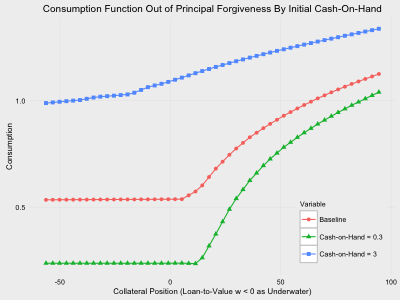 Consumption Function Out of Principal Forgiveness By Initial Cash-On-Hand
Consumption
1.0
0.5
-50
0
50
100
Collateral Position (Loan-to-Value w < 0 as Underwater)
Variable
Baseline
Cash-on-Hand = 0.3
Cash-on-Hand = 3